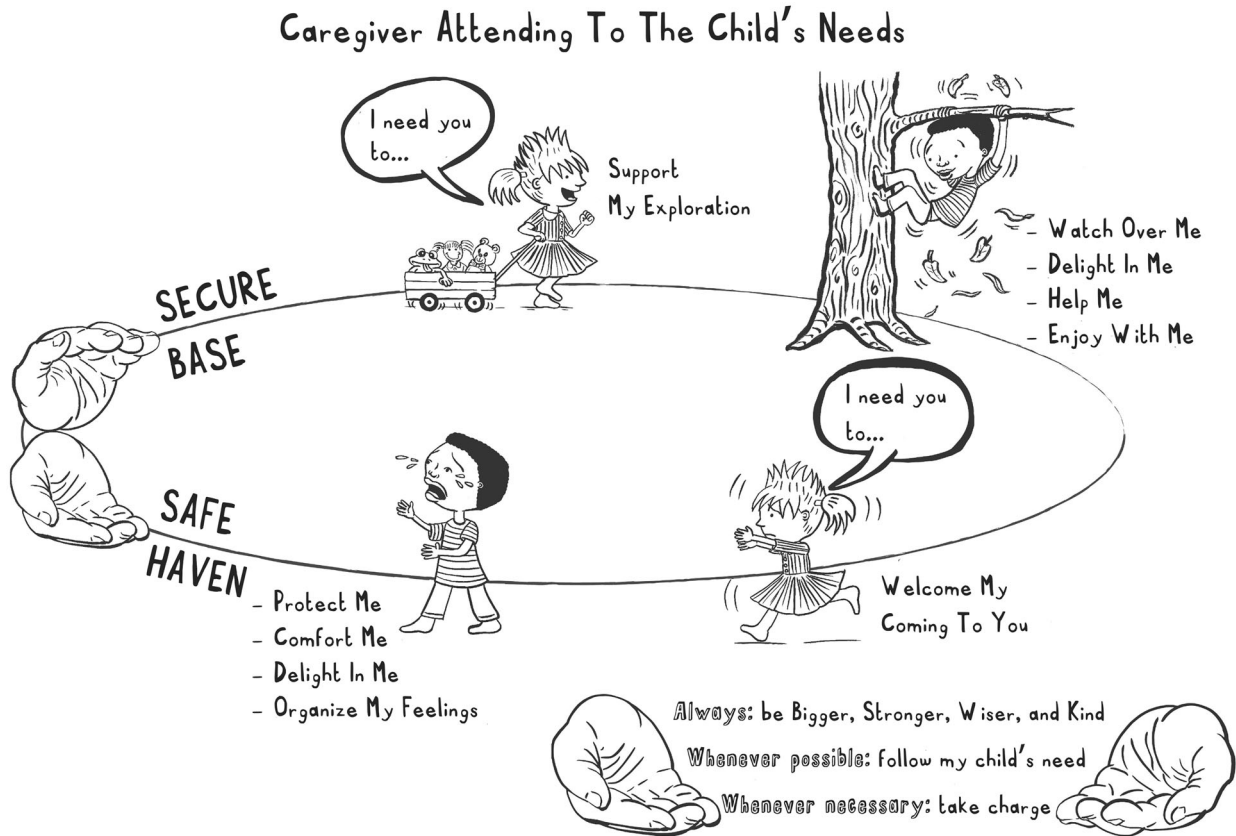 Caregiver Attending To The Child's Needs
I need you
to...
Support
My Exploration
- Watch Over Me
- Delight In Me
- Help Me
- Enjoy With Me
SECURE
BASE
I need you
to...
SAFE
HAVEN
- Protect Me
- Comfort Me
- Delight In Me
- Organize My Feelings
Welcome My
Coming To You
Always: be Bigger, Stronger, Wiser, and Kind
Whenever possible: follow my child's need
Whenever necessary: take charge